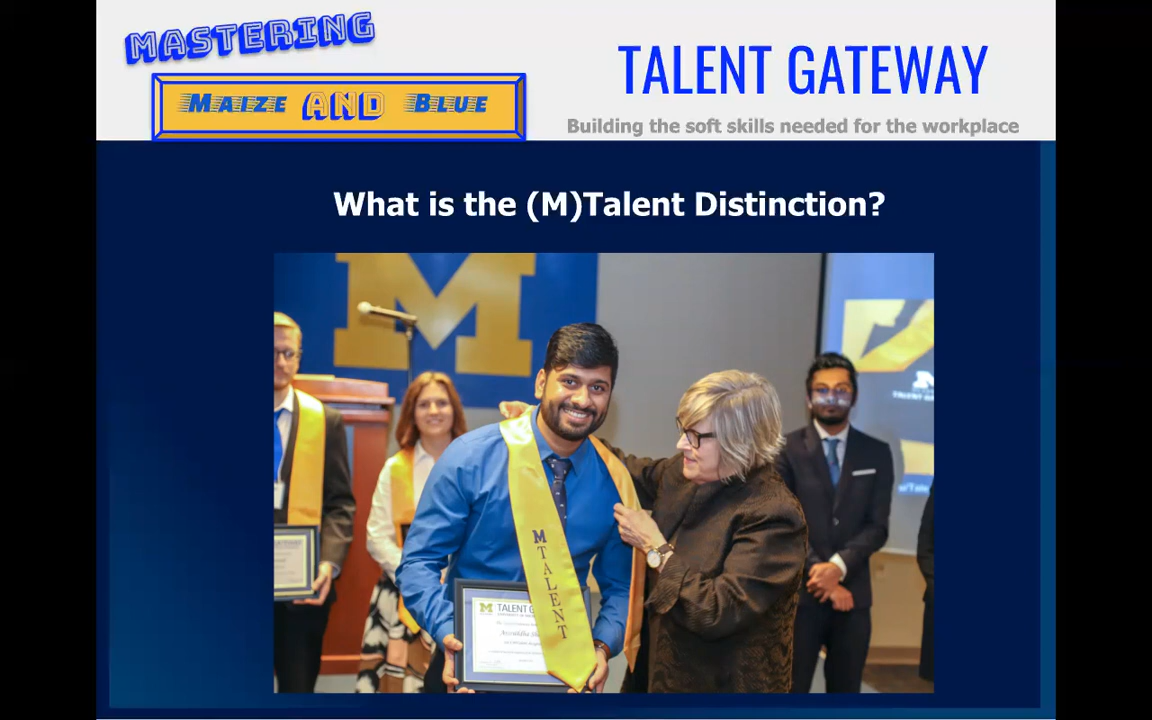 MASTERING
MAIZE AND BLUE
TALENT GATEWAY
Building the soft skills needed for the workplace
What is the (M)Talent Distinction?
M
M TALENT
M TALENT